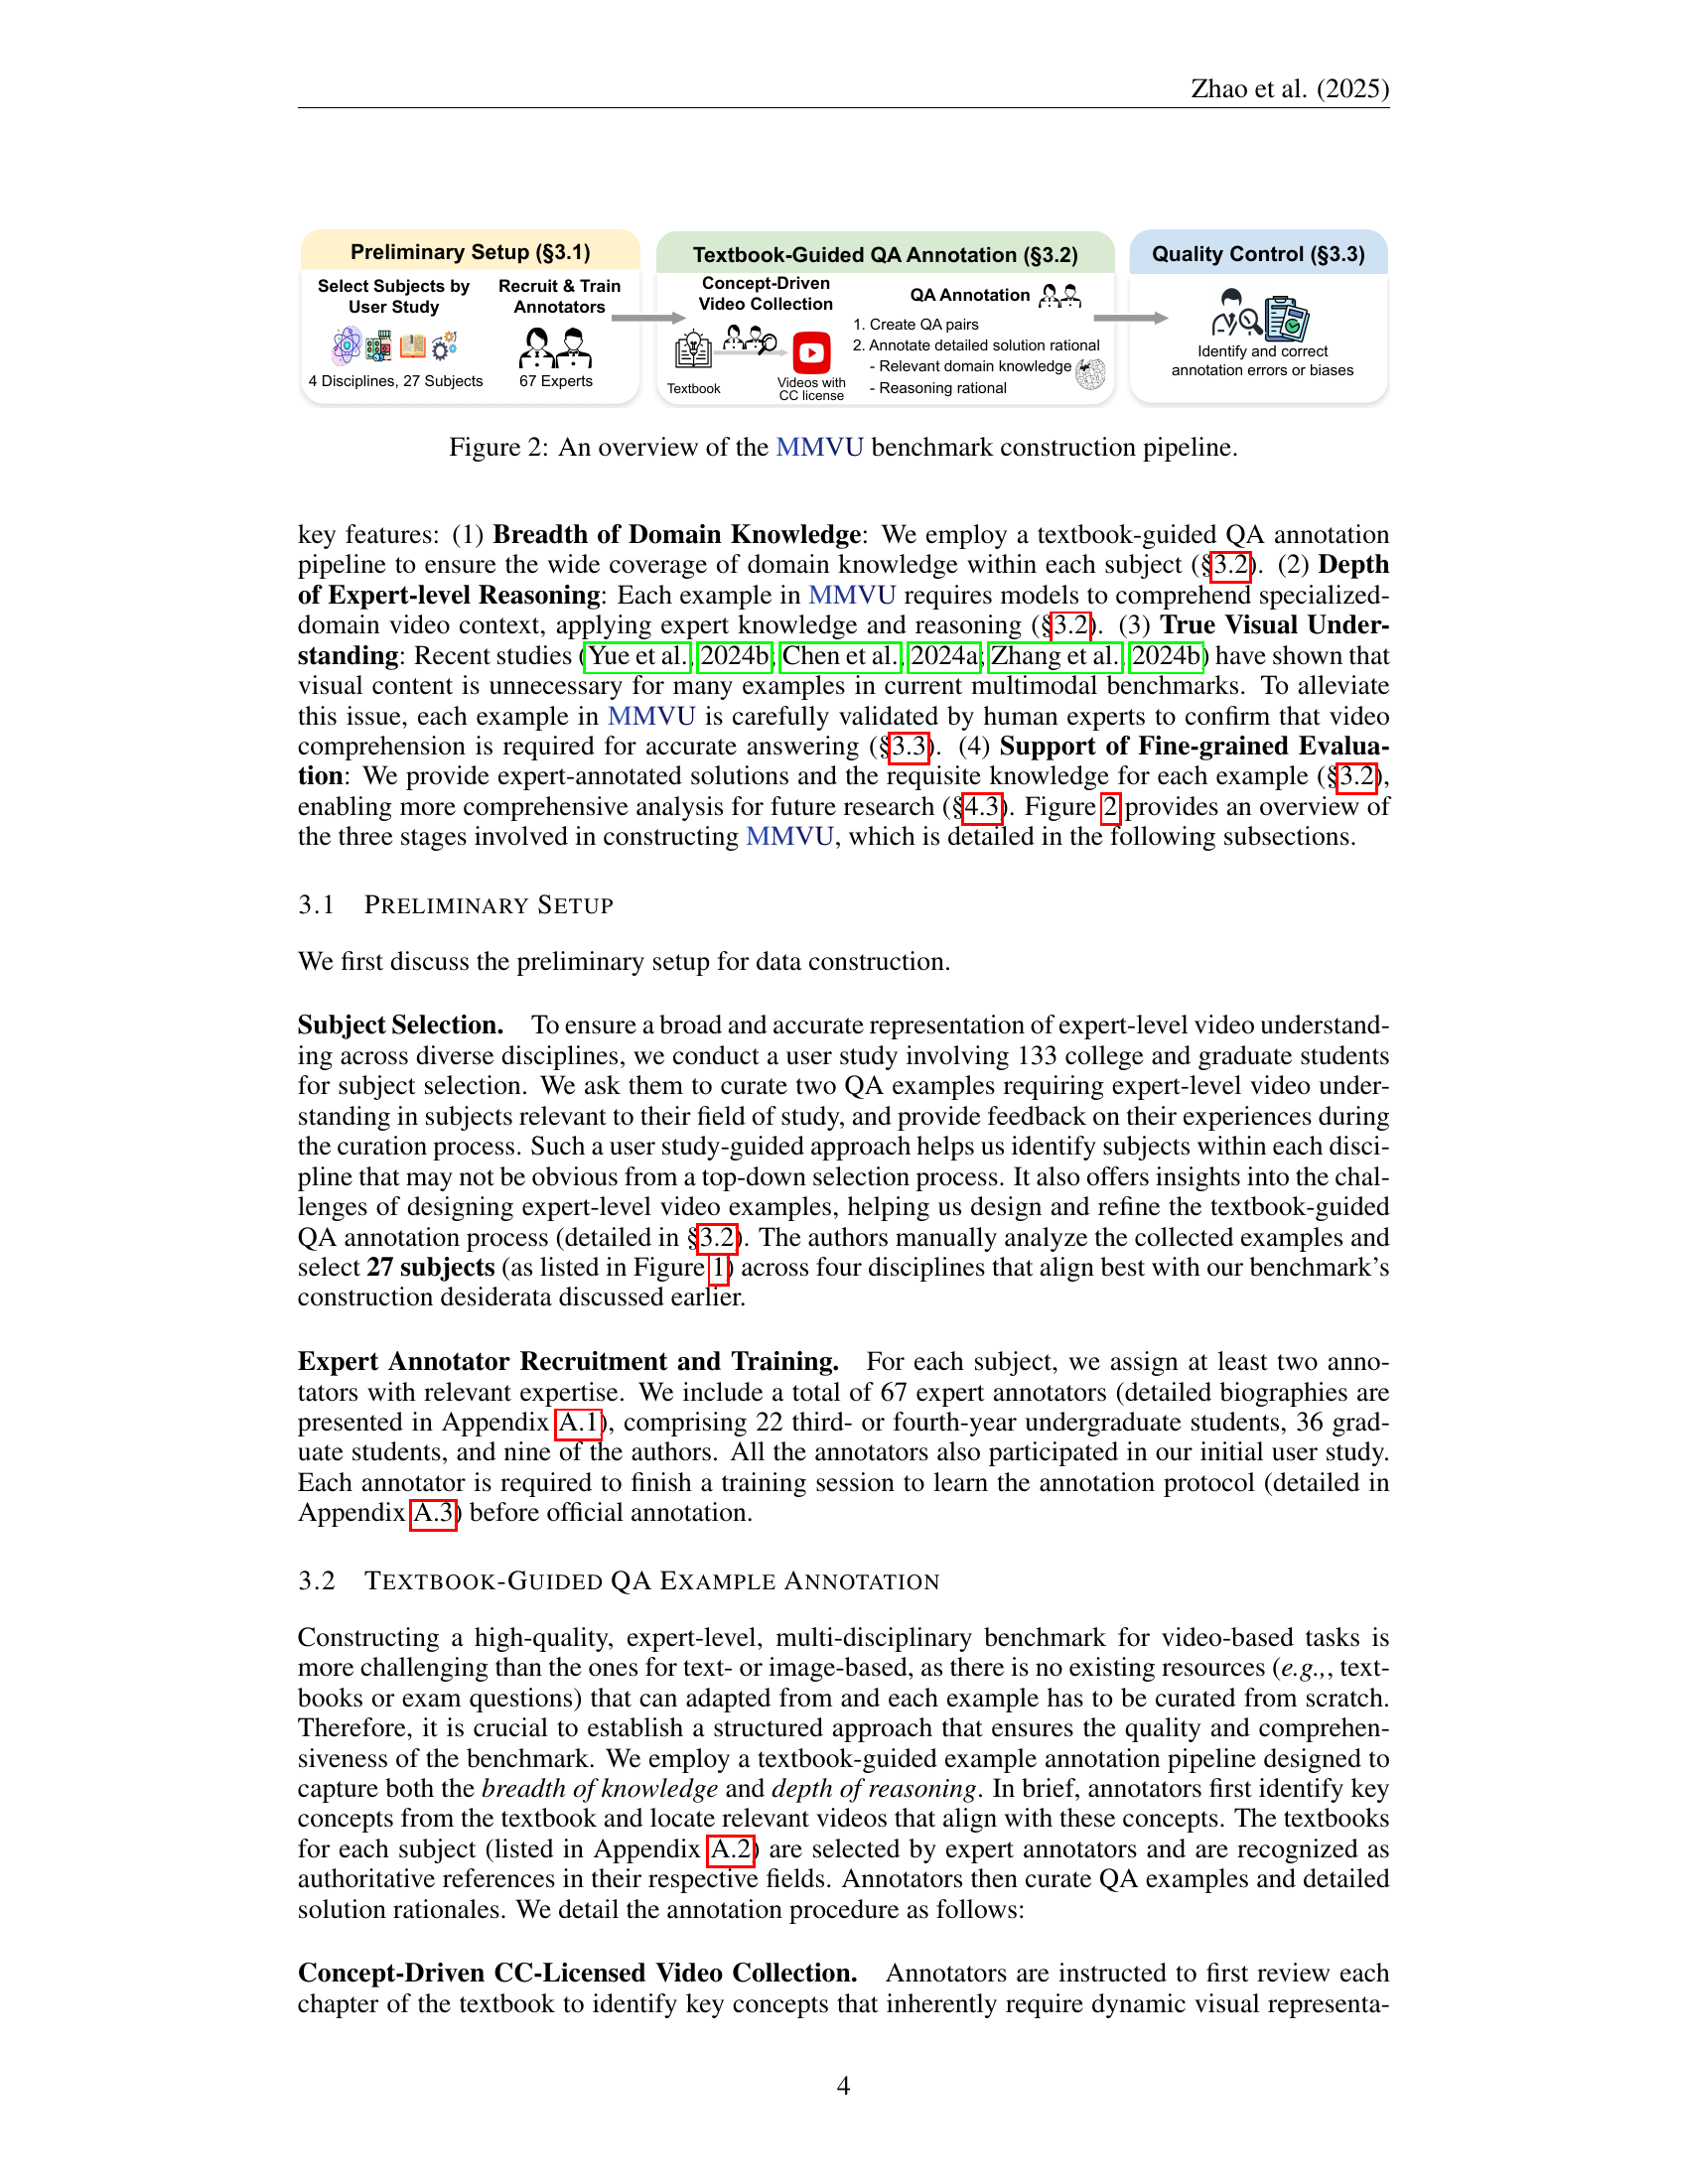 Zhao et al. (2025)
Preliminary Setup (§3.1)
Select Subjects by
User Study
4 Disciplines, 27 Subjects
Recruit & Train
Annotators
67 Experts
Textbook-Guided QA Annotation (§3.2)
Concept-Driven
Video Collection
Textbook
Videos with
CC license
QA Annotation
1. Create QA pairs
2. Annotate detailed solution rational
- Relevant domain knowledge
- Reasoning rational
Quality Control (§3.3)
Identify and correct
annotation errors or biases
Figure 2: An overview of the MMVU benchmark construction pipeline.
key features: (1) Breadth of Domain Knowledge: We employ a textbook-guided QA annotation
pipeline to ensure the wide coverage of domain knowledge within each subject (§3.2). (2) Depth
of Expert-level Reasoning: Each example in MMVU requires models to comprehend specialized-
domain video context, applying expert knowledge and reasoning (§3.2). (3) True Visual Under-
standing: Recent studies (Yue et al., 2024b; Chen et al., 2024a; Zhang et al., 2024b) have shown that
visual content is unnecessary for many examples in current multimodal benchmarks. To alleviate
this issue, each example in MMVU is carefully validated by human experts to confirm that video
comprehension is required for accurate answering (§3.3). (4) Support of Fine-grained Evalua-
tion: We provide expert-annotated solutions and the requisite knowledge for each example (§3.2),
enabling more comprehensive analysis for future research (§4.3). Figure 2 provides an overview of
the three stages involved in constructing MMVU, which is detailed in the following subsections.
3.1 PRELIMINARY SETUP
We first discuss the preliminary setup for data construction.
Subject Selection. To ensure a broad and accurate representation of expert-level video understand-
ing across diverse disciplines, we conduct a user study involving 133 college and graduate students
for subject selection. We ask them to curate two QA examples requiring expert-level video under-
standing in subjects relevant to their field of study, and provide feedback on their experiences during
the curation process. Such a user study-guided approach helps us identify subjects within each disci-
pline that may not be obvious from a top-down selection process. It also offers insights into the chal-
lenges of designing expert-level video examples, helping us design and refine the textbook-guided
QA annotation process (detailed in §3.2). The authors manually analyze the collected examples and
select 27 subjects (as listed in Figure 1) across four disciplines that align best with our benchmark's
construction desiderata discussed earlier.
Expert Annotator Recruitment and Training. For each subject, we assign at least two anno-
tators with relevant expertise. We include a total of 67 expert annotators (detailed biographies are
presented in Appendix A.1), comprising 22 third- or fourth-year undergraduate students, 36 grad-
uate students, and nine of the authors. All the annotators also participated in our initial user study.
Each annotator is required to finish a training session to learn the annotation protocol (detailed in
Appendix A.3) before official annotation.
3.2 TEXTBOOK-GUIDED QA EXAMPLE ANNOTATION
Constructing a high-quality, expert-level, multi-disciplinary benchmark for video-based tasks is
more challenging than the ones for text- or image-based, as there is no existing resources (e.g.,, text-
books or exam questions) that can adapted from and each example has to be curated from scratch.
Therefore, it is crucial to establish a structured approach that ensures the quality and comprehen-
siveness of the benchmark. We employ a textbook-guided example annotation pipeline designed to
capture both the breadth of knowledge and depth of reasoning. In brief, annotators first identify key
concepts from the textbook and locate relevant videos that align with these concepts. The textbooks
for each subject (listed in Appendix A.2) are selected by expert annotators and are recognized as
authoritative references in their respective fields. Annotators then curate QA examples and detailed
solution rationales. We detail the annotation procedure as follows:
Concept-Driven CC-Licensed Video Collection. Annotators are instructed to first review each
chapter of the textbook to identify key concepts that inherently require dynamic visual representa-
4